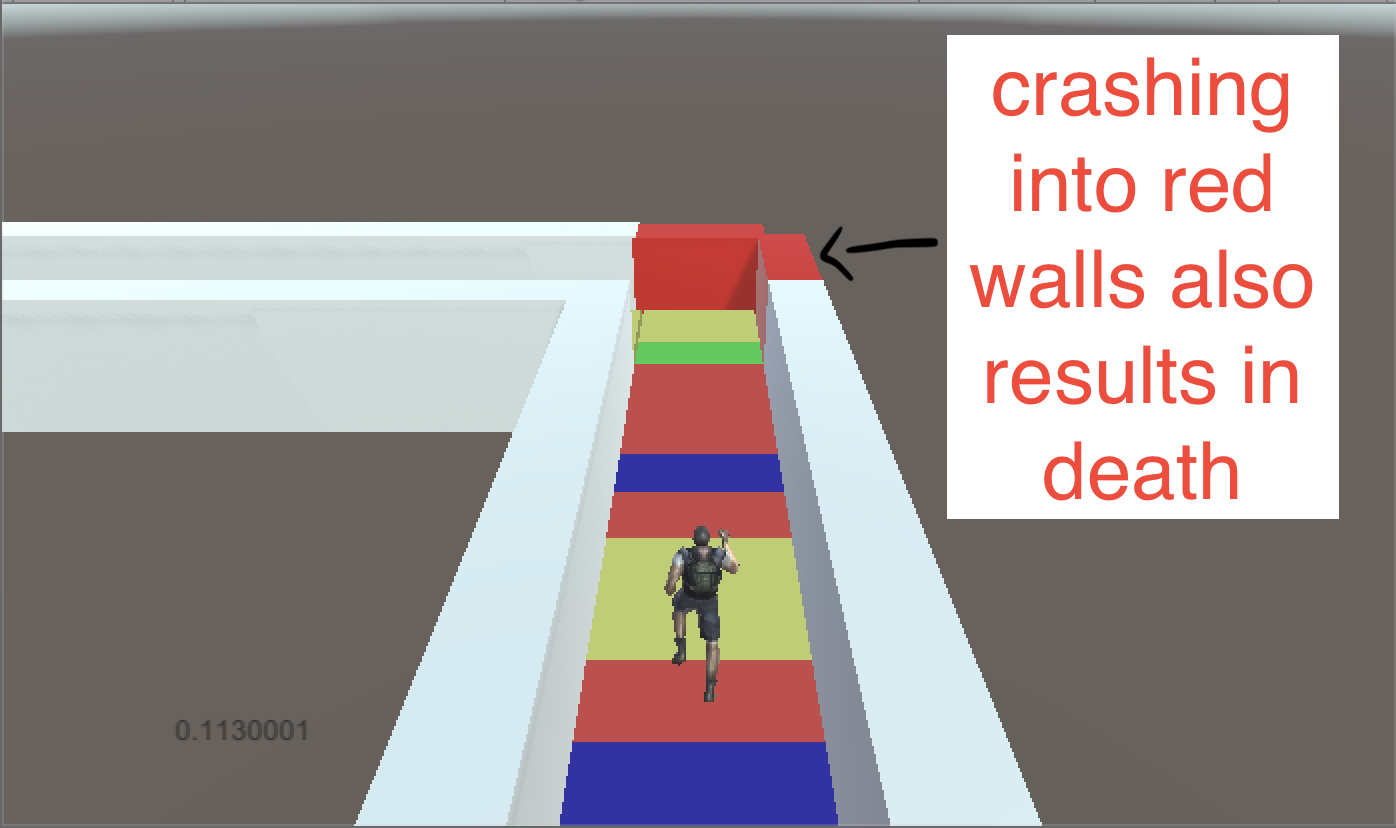 crashing
into red
walls also
results in
death
0.1130001